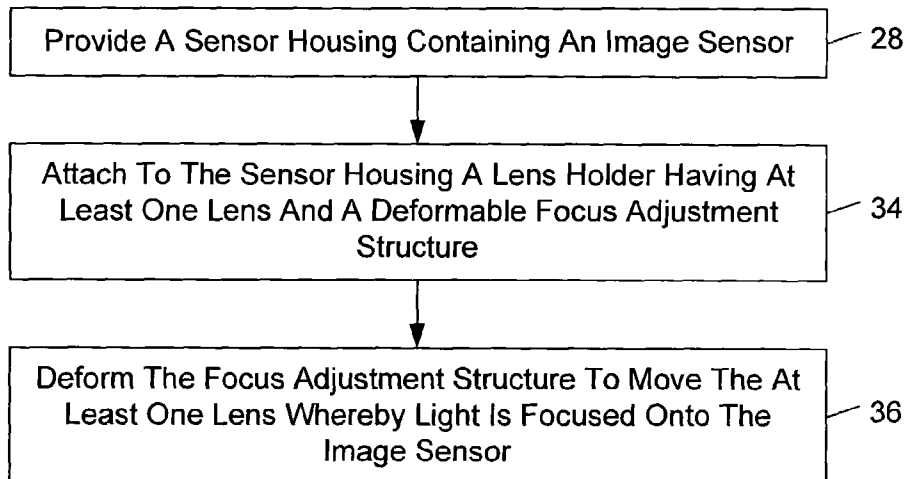 Provide A Sensor Housing Containing An Image Sensor
28
Attach To The Sensor Housing A Lens Holder Having At
Least One Lens And A Deformable Focus Adjustment
Structure
34
Deform The Focus Adjustment Structure To Move The At
Least One Lens Whereby Light Is Focused Onto The
Image Sensor
36